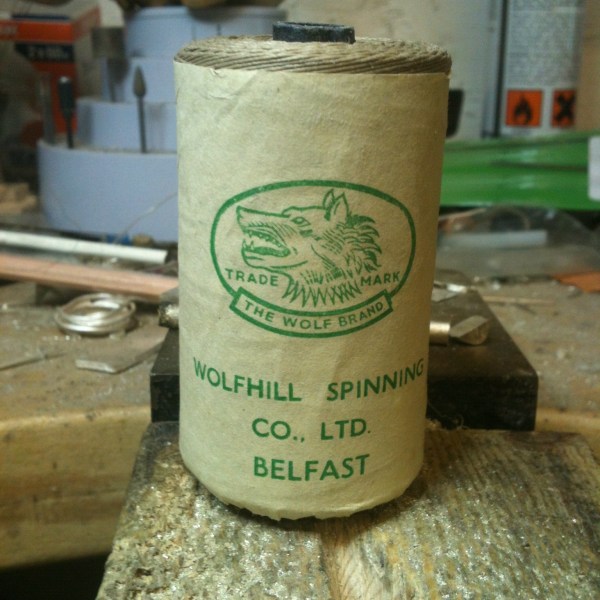 TRADE MARK
THE WOLF BRAND
WOLFHILL SPINNING
CO., LTD.
BELFAST